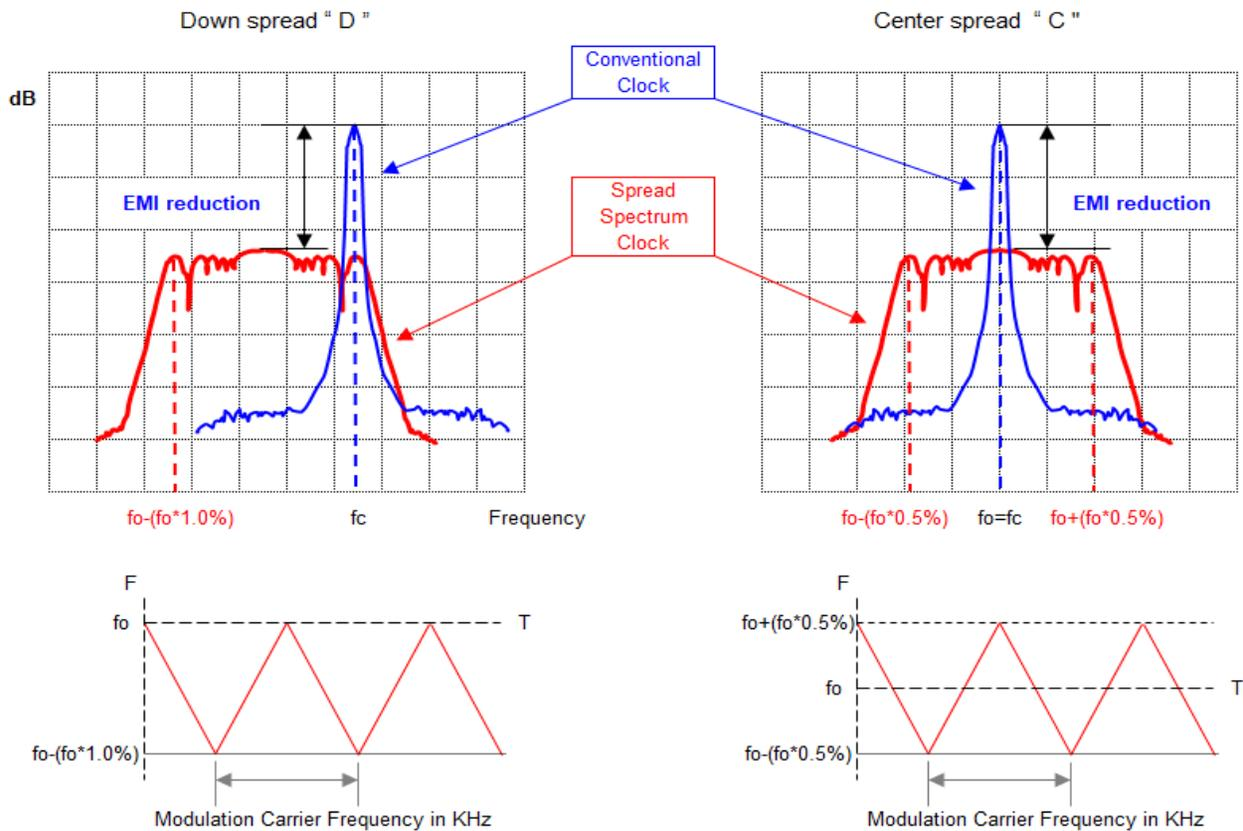 Down spread “ D ”
Center spread “ C "
Conventional
Clock
dB
EMI reduction
EMI reduction
Spread
Spectrum
Clock
fo-(fo*1.0%)
fc
Frequency
fo-(fo*0.5%)
fo=fc
fo+(fo*0.5%)
F
fo
T
fo-(fo*1.0%)
Modulation Carrier Frequency in KHz
F
fo+(fo*0.5%)
fo
T
fo-(fo*0.5%)
Modulation Carrier Frequency in KHz